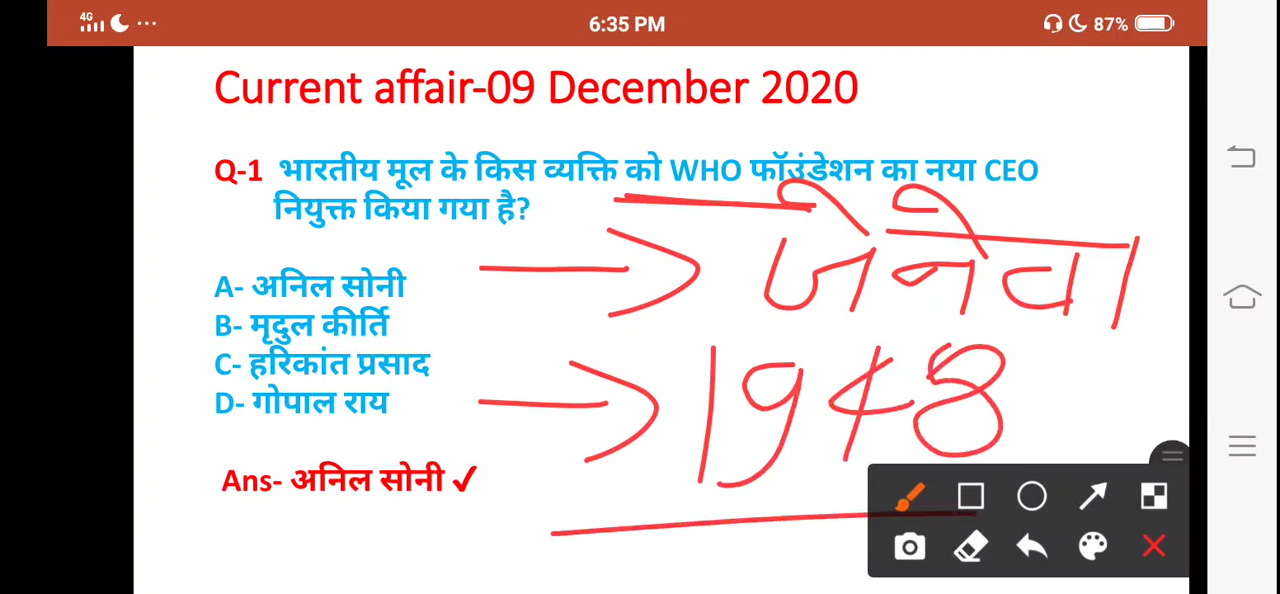 4G ... 6:35 PM 87%
Current affair-09 December 2020
Q-1 भारतीय मूल के किस व्यक्ति को WHO फॉउंडेशन का नया CEO
नियुक्त किया गया है?
जेनेवा
A- अनिल सोनी
B- मृदुल कीर्ति
C- हरिकांत प्रसाद
D- गोपाल राय
1948
Ans- अनिल सोनी ✓